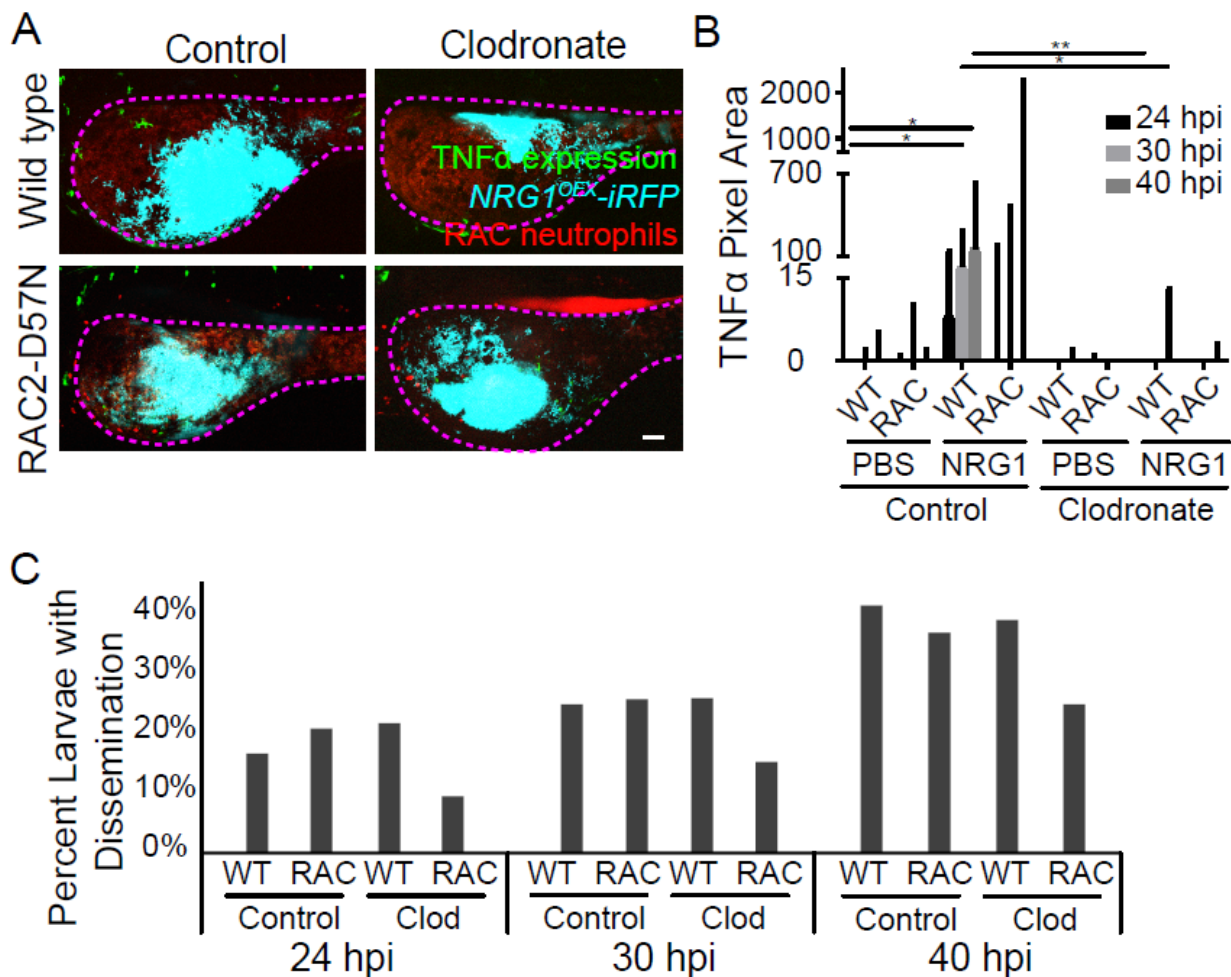 A
Control
Clodronate
Wild type
RAC2-D57N
TNFα expression
NRG1^OEX-iRFP
RAC neutrophils
B
TNFα Pixel Area
2000
1000
700
100
15
0
**
*
*
*
24 hpi
30 hpi
40 hpi
WT RAC WT RAC WT RAC WT RAC
PBS NRG1 PBS NRG1
Control Clodronate
C
Percent Larvae with
Dissemination
40%
30%
20%
10%
0%
WT RAC WT RAC WT RAC WT RAC WT RAC WT RAC
Control Clod Control Clod Control Clod
24 hpi 30 hpi 40 hpi